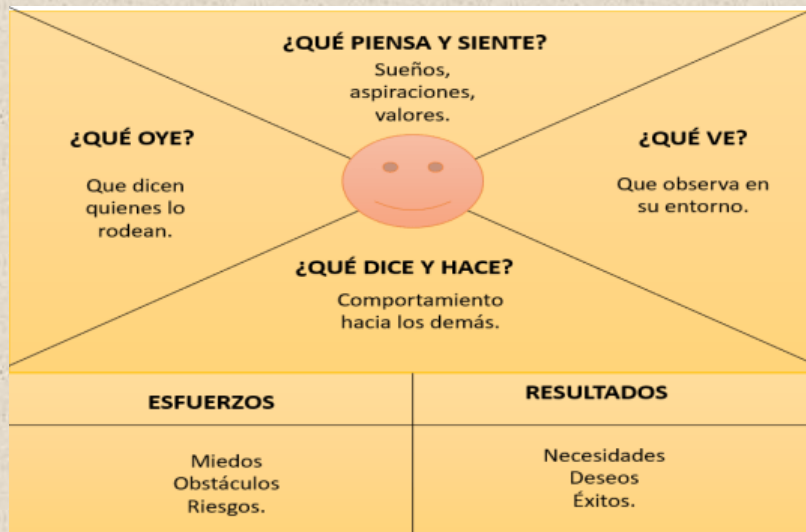 ¿QUÉ PIENSA Y SIENTE?
Sueños,
aspiraciones,
valores.
¿QUÉ OYE?
Que dicen
quienes lo
rodean.
¿QUÉ VE?
Que observa en
su entorno.
¿QUÉ DICE Y HACE?
Comportamiento
hacia los demás.
ESFUERZOS
Miedos
Obstáculos
Riesgos.
RESULTADOS
Necesidades
Deseos
Éxitos.